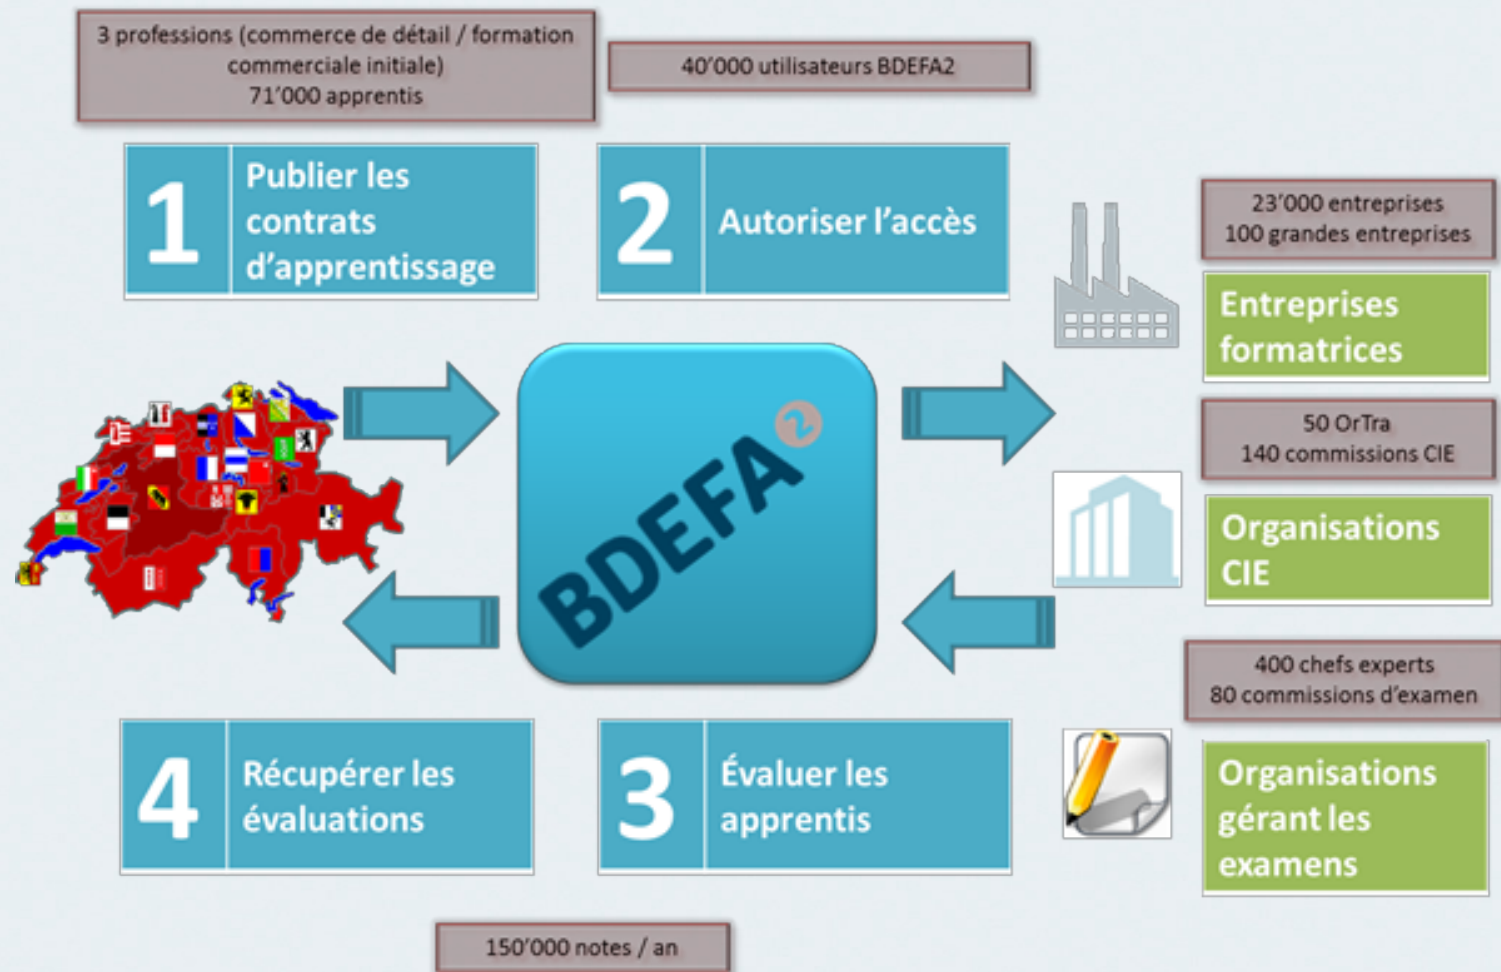 3 professions (commerce de détail / formation
commerciale initiale)
71’000 apprentis
40’000 utilisateurs BDEFA2
1
Publier les
contrats
d’apprentissage
2
Autoriser l’accès
23’000 entreprises
100 grandes entreprises
Entreprises
formatrices
50 OrTra
140 commissions CIE
Organisations
CIE
BDEFA2
400 chefs experts
80 commissions d’examen
Organisations
gérant les
examens
4
Récupérer les
évaluations
3
Évaluer les
apprentis
150’000 notes / an